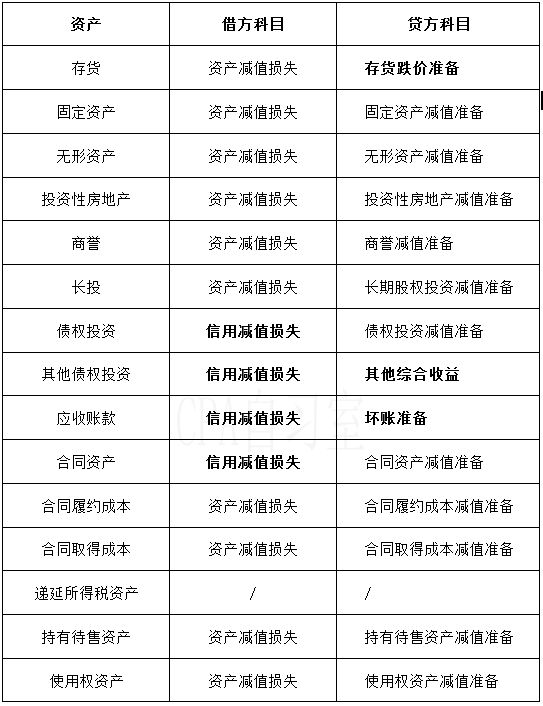 资产 借方科目 贷方科目
存货 资产减值损失 存货跌价准备
固定资产 资产减值损失 固定资产减值准备
无形资产 资产减值损失 无形资产减值准备
投资性房地产 资产减值损失 投资性房地产减值准备
商誉 资产减值损失 商誉减值准备
长投 资产减值损失 长期股权投资减值准备
债权投资 信用减值损失 债权投资减值准备
其他债权投资 信用减值损失 其他综合收益
应收账款 信用减值损失 坏账准备
CPA自习室
合同资产 信用减值损失 合同资产减值准备
合同履约成本 资产减值损失 合同履约成本减值准备
合同取得成本 资产减值损失 合同取得成本减值准备
递延所得税资产 / /
持有待售资产 资产减值损失 持有待售资产减值准备
使用权资产 资产减值损失 使用权资产减值准备